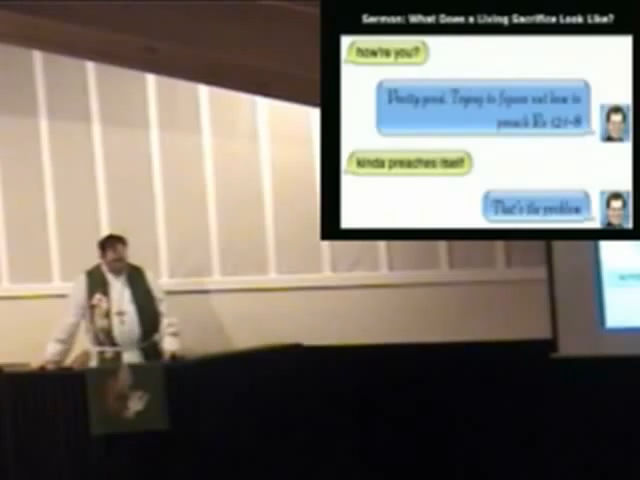 Sermon: What Does a Living Sacrifice Look Like?
how're you?
Pretty good. Trying to figure out how to
preach Ro 12:1-8
kinda preaches itself
That's the problem